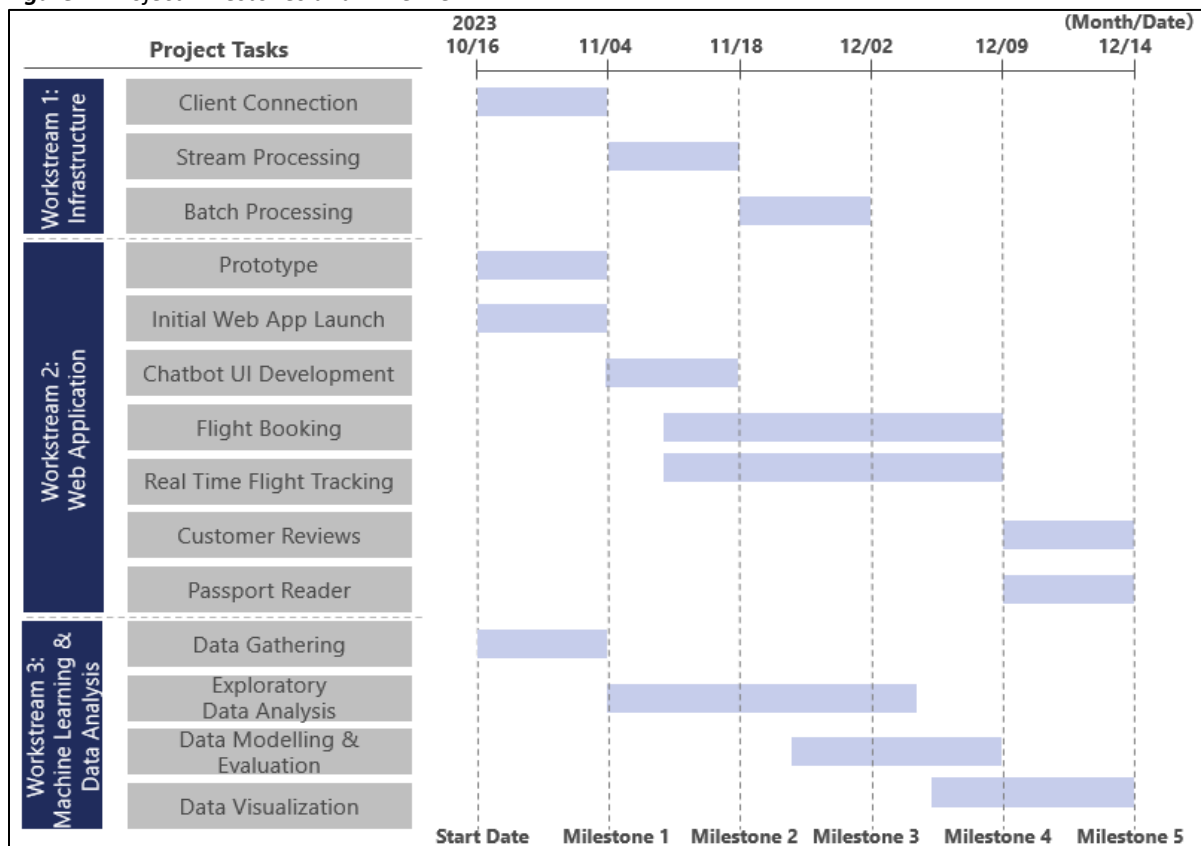 2023
(Month/Date)
Project Tasks
10/16
11/04
11/18
12/02
12/09
12/14
Workstream 1:
Infrastructure
Client Connection
Stream Processing
Batch Processing
Workstream 2:
Web Application
Prototype
Initial Web App Launch
Chatbot UI Development
Flight Booking
Real Time Flight Tracking
Customer Reviews
Passport Reader
Workstream 3:
Machine Learning &
Data Analysis
Data Gathering
Exploratory
Data Analysis
Data Modelling &
Evaluation
Data Visualization
Start Date
Milestone 1
Milestone 2
Milestone 3
Milestone 4
Milestone 5